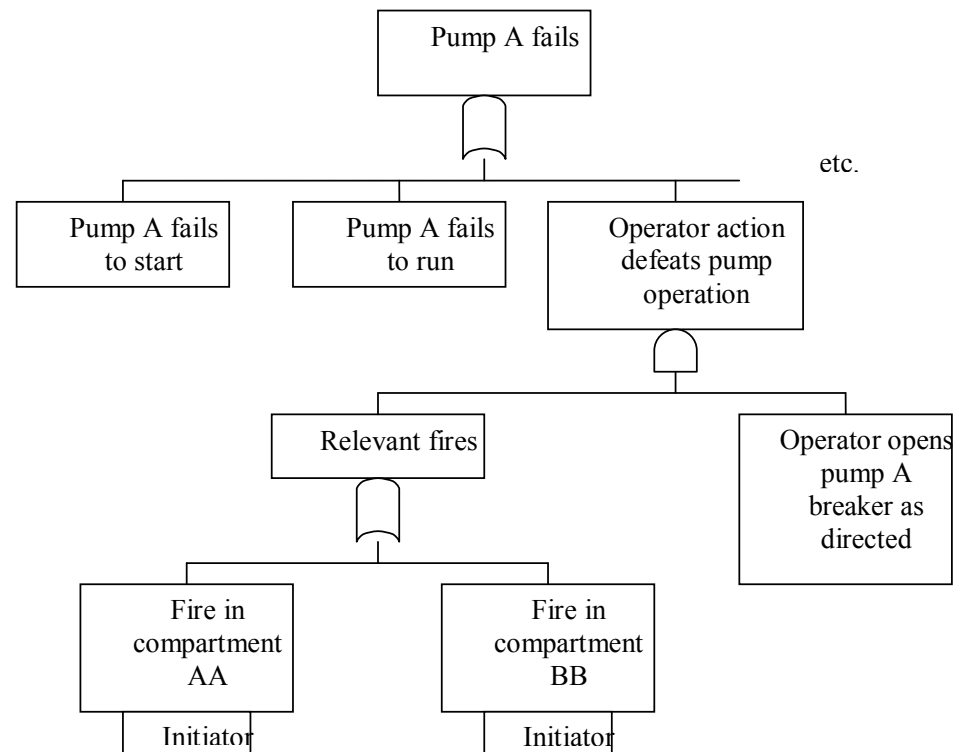 Pump A fails
etc.
Pump A fails
to start
Pump A fails
to run
Operator action
defeats pump
operation
Relevant fires
Operator opens
pump A
breaker as
directed
Fire in
compartment
AA
Fire in
compartment
BB
Initiator
Initiator